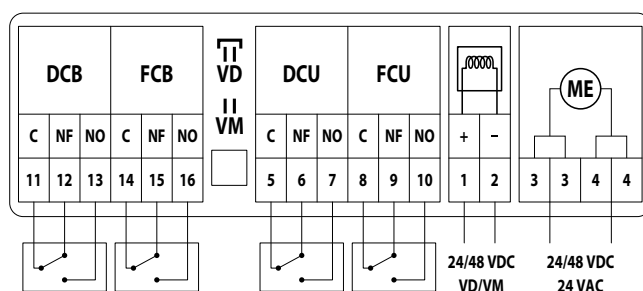 DCB FCB VD DCU FCU ME
VM
C NF NO C NF NO C NF NO C NF NO + –
11 12 13 14 15 16 5 6 7 8 9 10 1 2 3 3 4 4
24/48 VDC 24/48 VDC
VD/VM 24 VAC